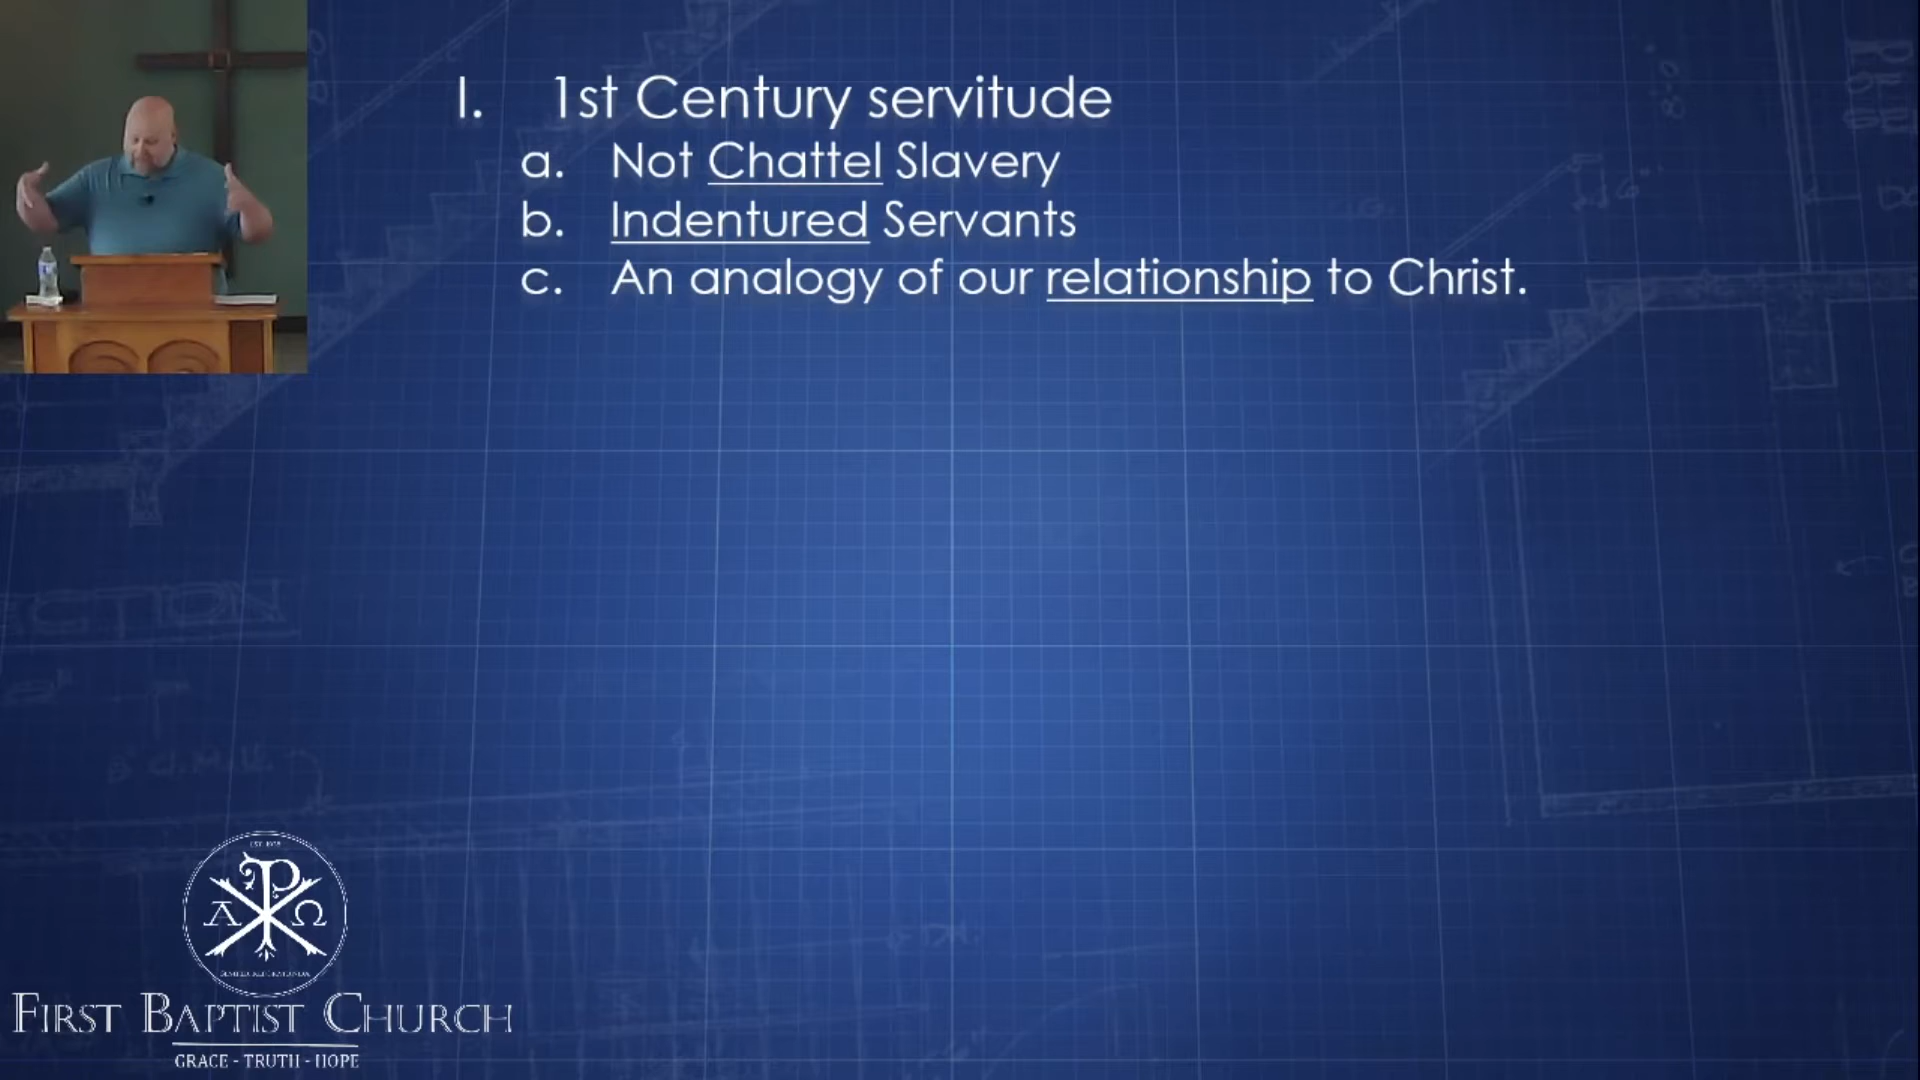 I. 1st Century servitude
a. Not Chattel Slavery
b. Indentured Servants
c. An analogy of our relationship to Christ.
ECTION
Α Ω
FIRST BAPTIST CHURCH
GRACE - TRUTH - HOPE